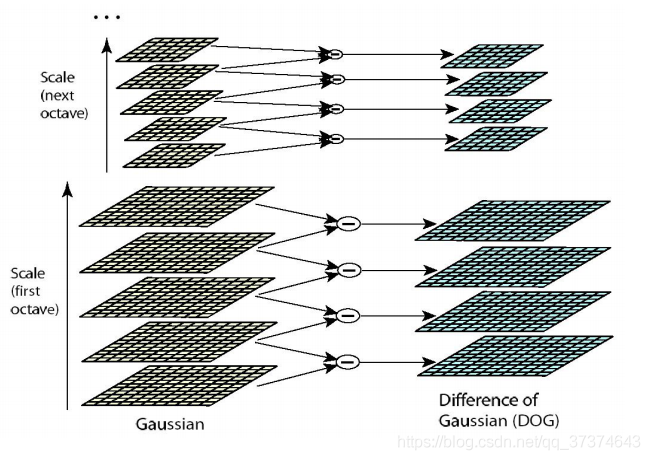 ...
Scale
(next
octave)
Scale
(first
octave)
Gaussian
Difference of
Gaussian (DOG)
https://blog.csdn.net/qq_37374643